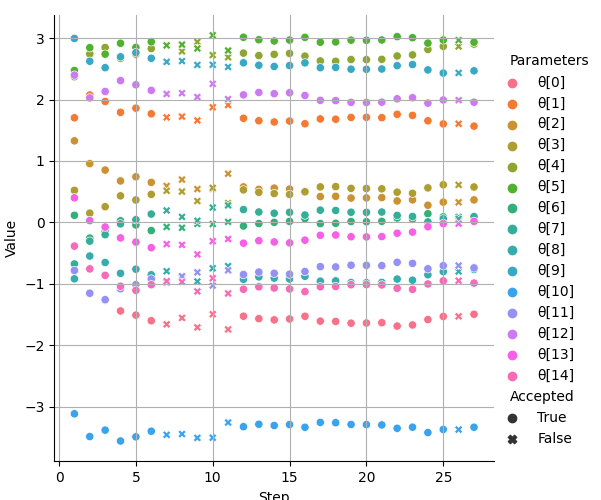 3
2
1
0
−1
−2
−3
Value
0
5
10
15
20
25
Step
Parameters
θ[0]
θ[1]
θ[2]
θ[3]
θ[4]
θ[5]
θ[6]
θ[7]
θ[8]
θ[9]
θ[10]
θ[11]
θ[12]
θ[13]
θ[14]
Accepted
True
False